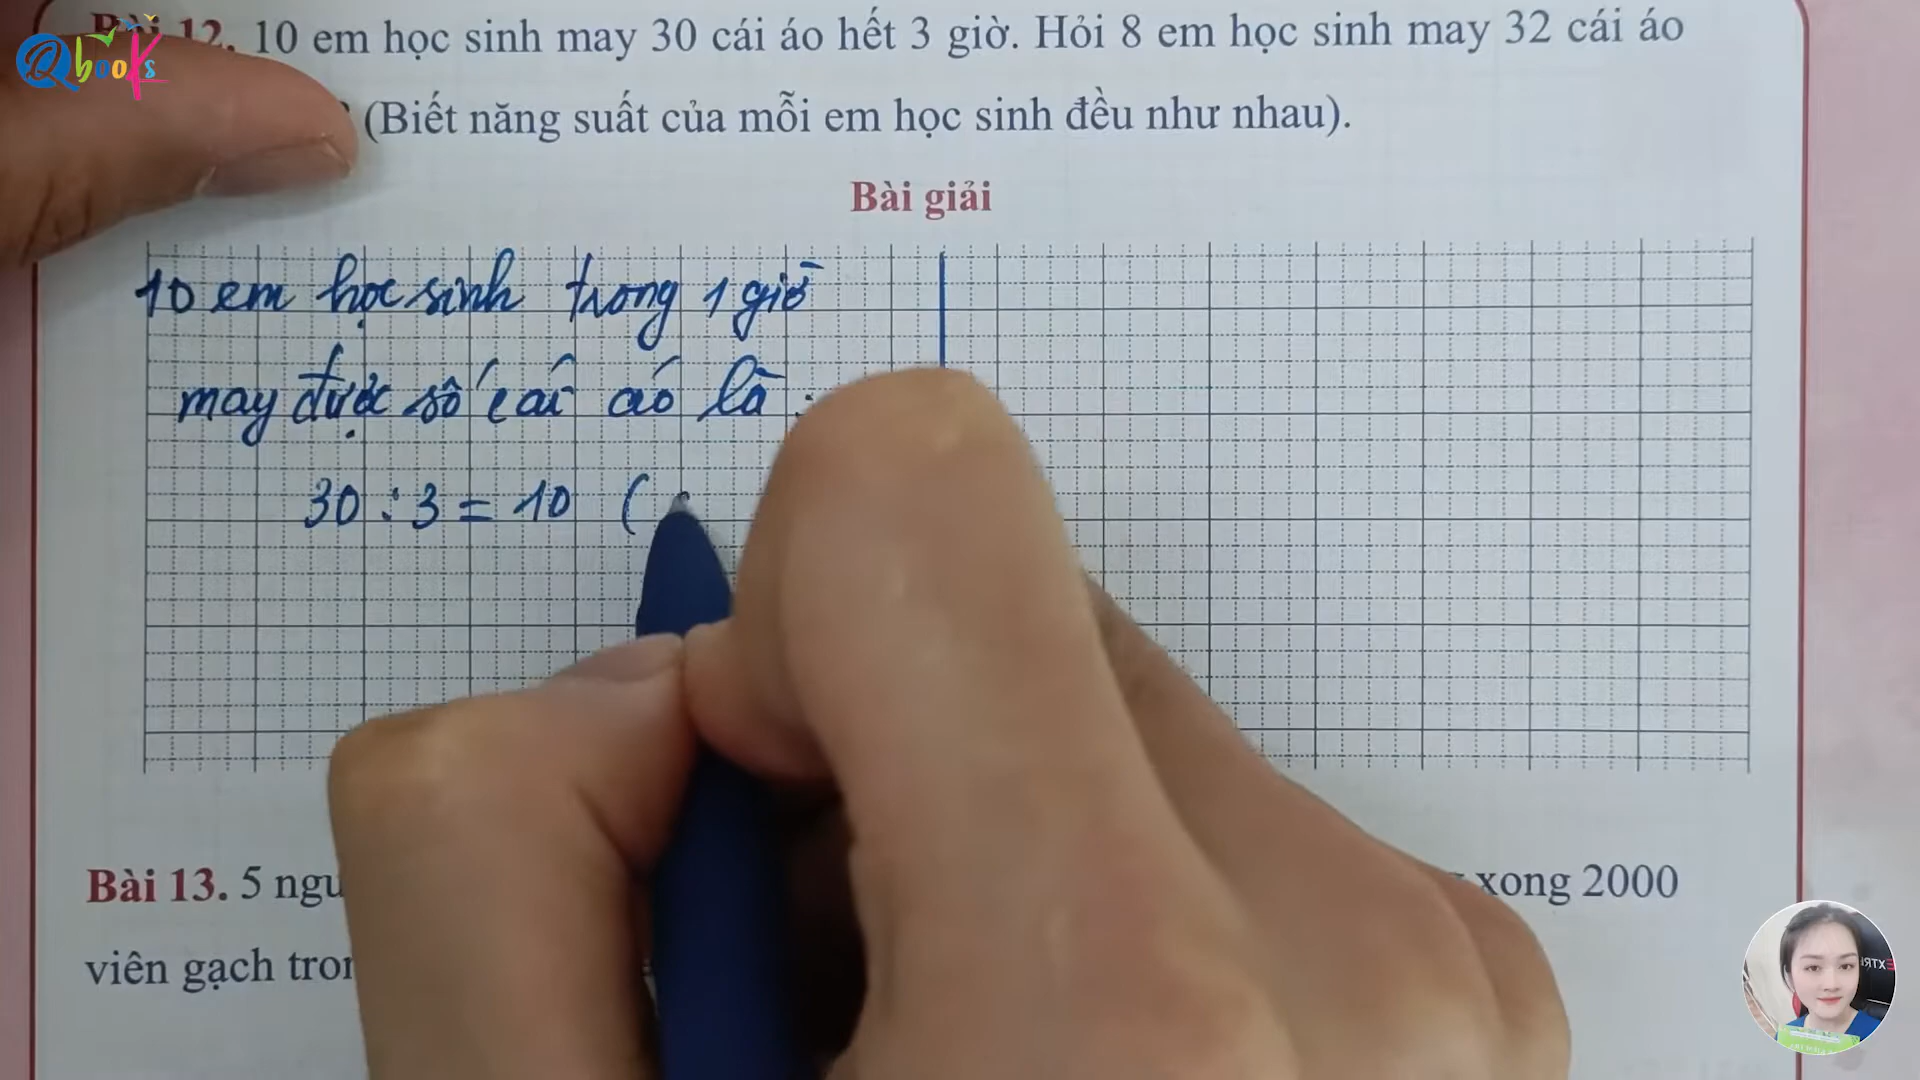 Qbooks
Bài 12. 10 em học sinh may 30 cái áo hết 3 giờ. Hỏi 8 em học sinh may 32 cái áo
(Biết năng suất của mỗi em học sinh đều như nhau).
Bài giải
10 em học sinh trong 1 giờ
may được số cái áo là :
30 : 3 = 10 (
Bài 13. 5 xong 2000
viên gạch